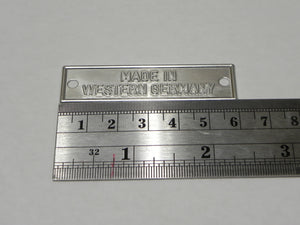 MADE IN
WESTERN GERMANY
1 2 3 4 5 6 7 8
32 1 2 3